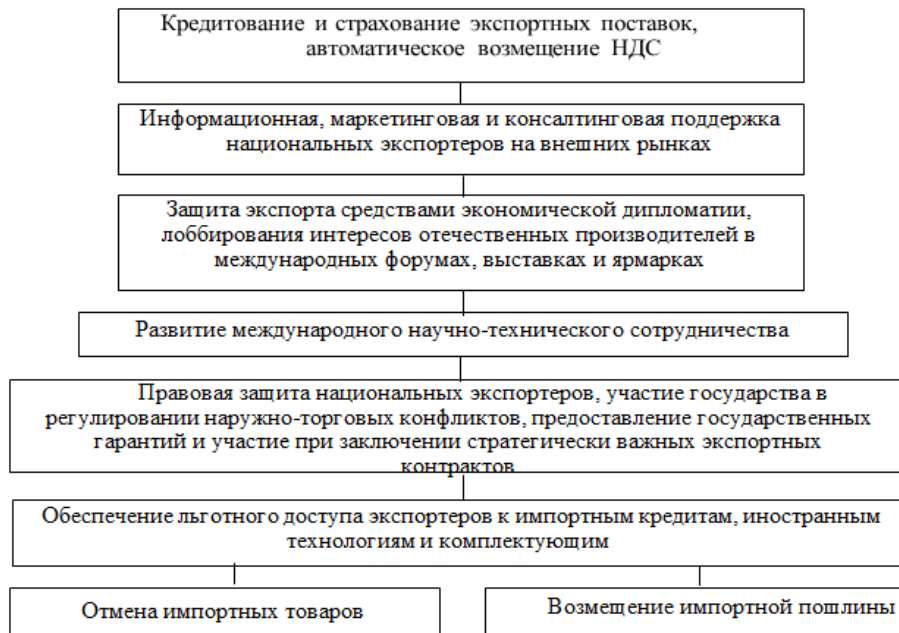 Кредитование и страхование экспортных поставок,
автоматическое возмещение НДС
Информационная, маркетинговая и консалтинговая поддержка
национальных экспортеров на внешних рынках
Защита экспорта средствами экономической дипломатии,
лоббирования интересов отечественных производителей в
международных форумах, выставках и ярмарках
Развитие международного научно-технического сотрудничества
Правовая защита национальных экспортеров, участие государства в
регулировании наружно-торговых конфликтов, предоставление государственных
гарантий и участие при заключении стратегически важных экспортных
контрактов
Обеспечение льготного доступа экспортеров к импортным кредитам, иностранным
технологиям и комплектующим
Отмена импортных товаров
Возмещение импортной пошлины